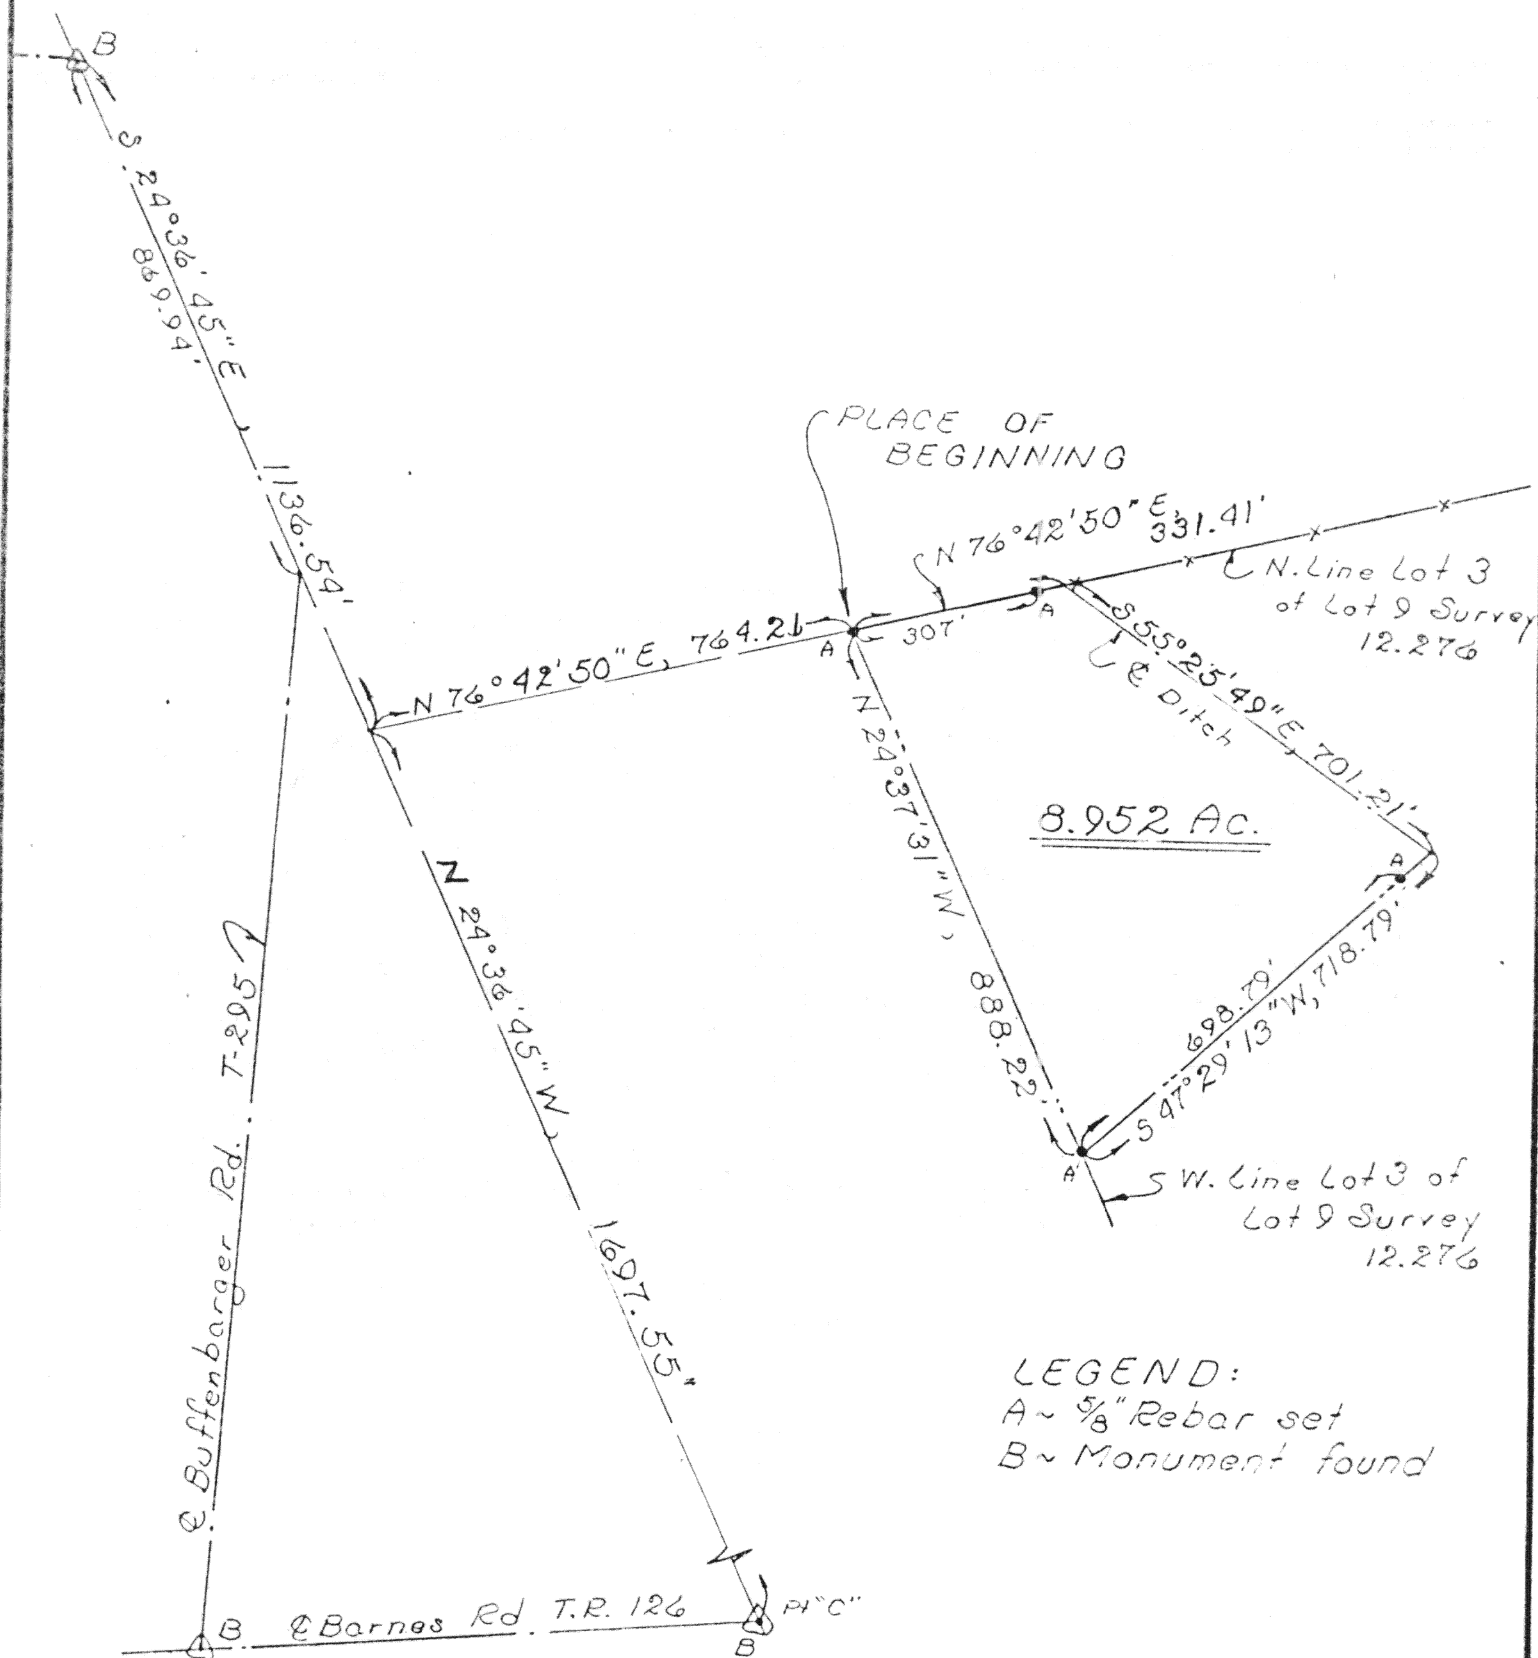 B
S 24°36'45" E
869.94'
1136.54'
PLACE OF
BEGINNING
N 76°42'50" E,
331.41'
N. Line Lot 3
of Lot 9 Survey
12.276
A
307'
A
N 76°42'50" E, 764.26
S 55°25'49" E, 701.21'
℄ Ditch
N 24°37'31" W, 888.22'
8.952 Ac.
A
698.79'
S 47°29'13" W, 718.79'
A
S W. Line Lot 3 of
Lot 9 Survey
12.276
N 24°36'45" W, 1697.55'
℄ Buffenbarger Rd. T-295
LEGEND:
A ~ 5/8" Rebar set
B ~ Monument found
B
℄ Barnes Rd T.R. 126
B
Pt "C"